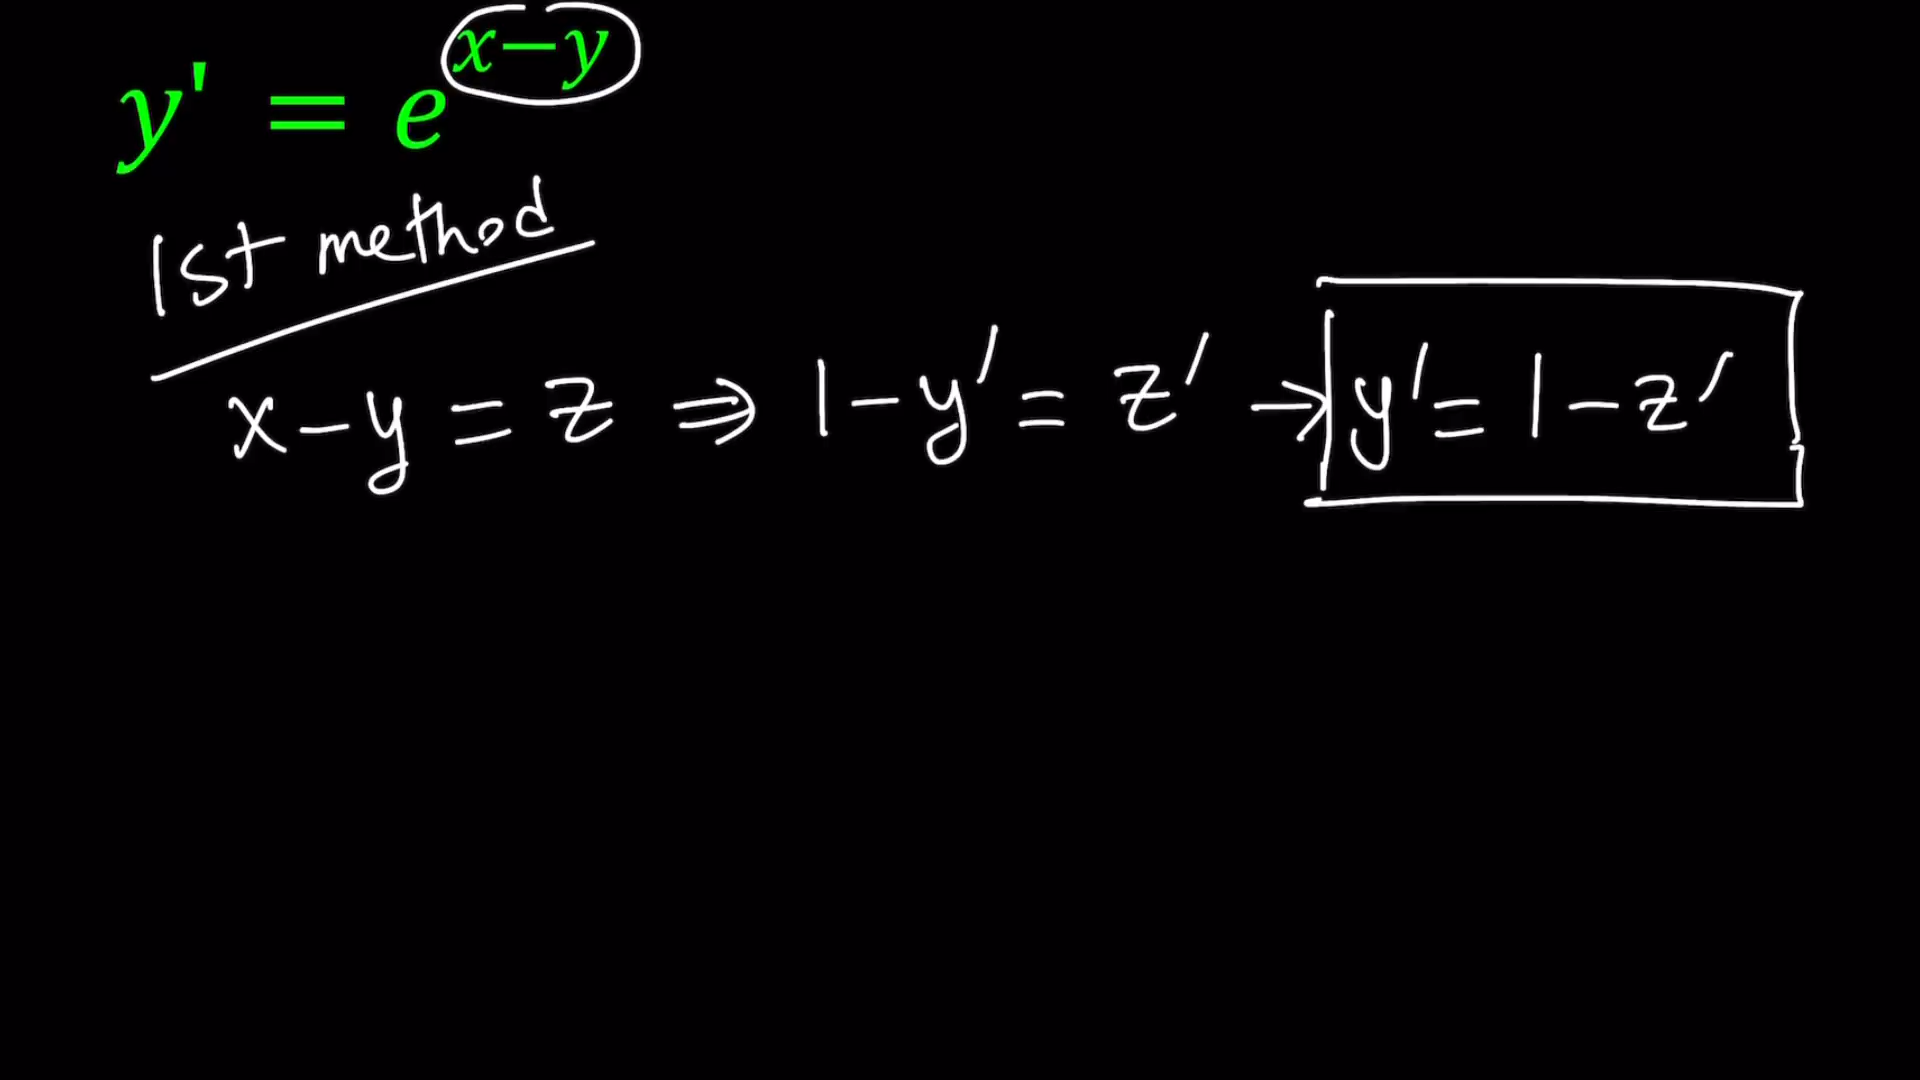 y' = e^{x-y}
1st method
x-y = z ⇒ 1-y' = z' → y' = 1-z'